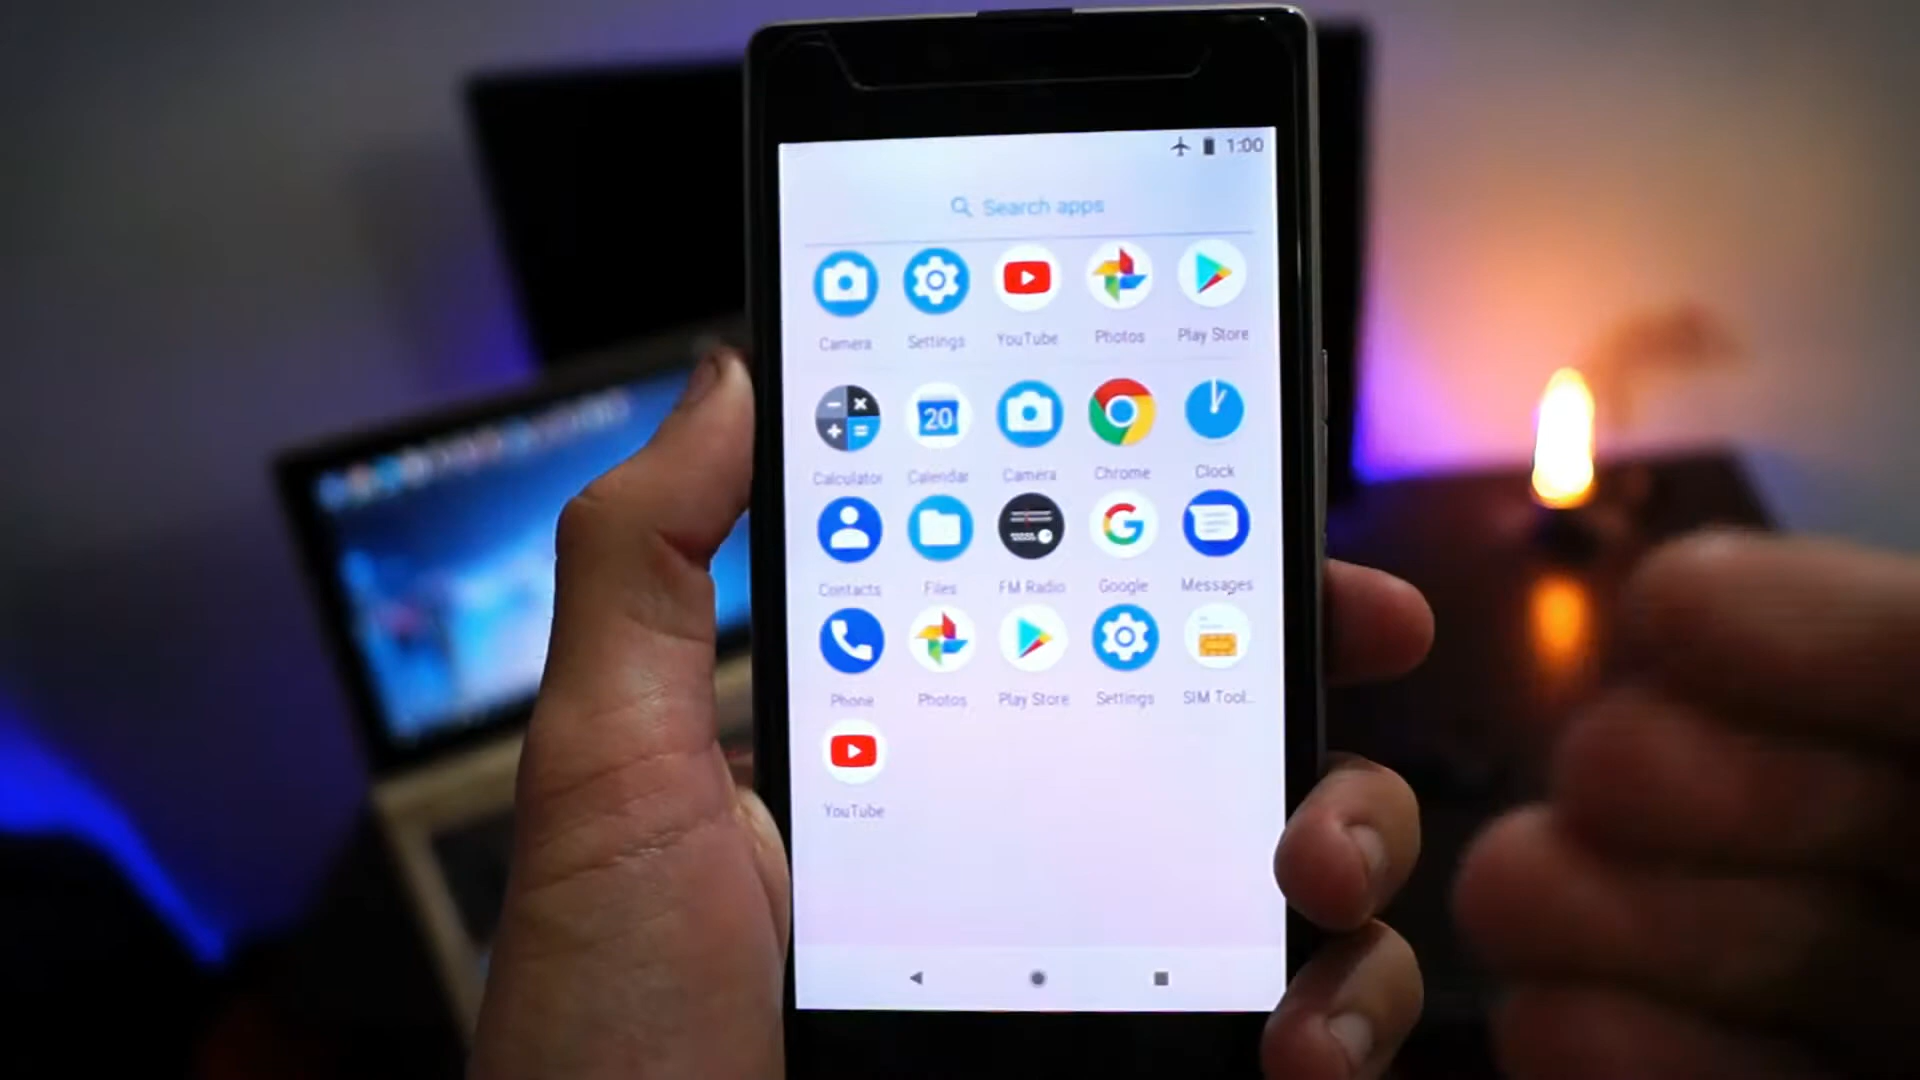 1:00
Search apps
Camera Settings YouTube Photos Play Store
20
Calculator Calendar Camera Chrome Clock
Contacts Files FM Radio Google Messages
Phone Photos Play Store Settings SIM Tool..
YouTube